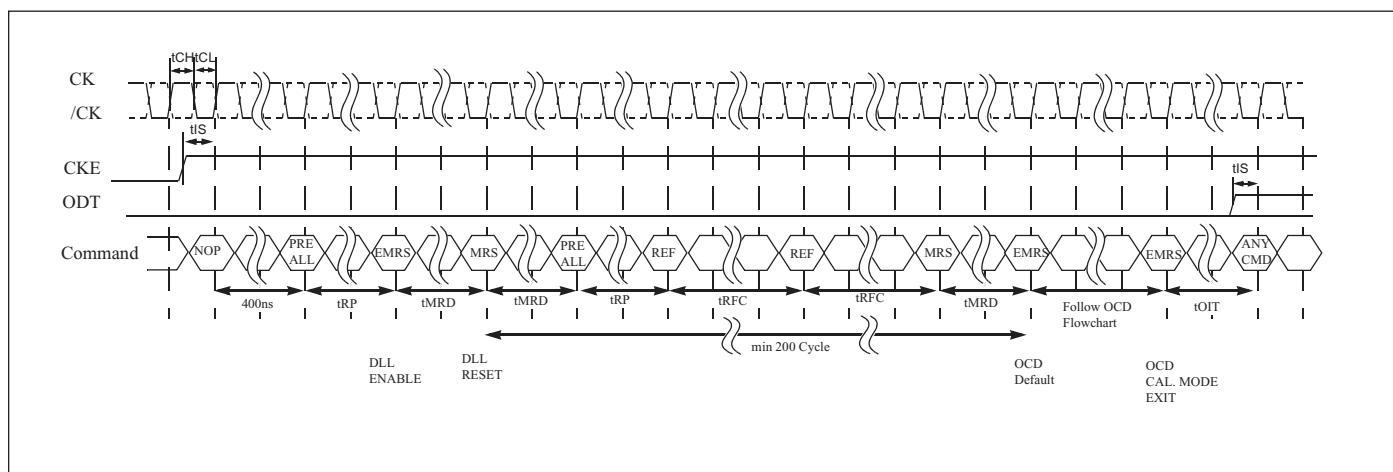 tCH tCL
CK
/CK
tIS
CKE
tIS
ODT
Command
NOP
PRE
ALL
EMRS
MRS
PRE
ALL
REF
REF
MRS
EMRS
EMRS
ANY
CMD
400ns
tRP
tMRD
tMRD
tRP
tRFC
tRFC
tMRD
Follow OCD
Flowchart
tOIT
min 200 Cycle
DLL
ENABLE
DLL
RESET
OCD
Default
OCD
CAL. MODE
EXIT